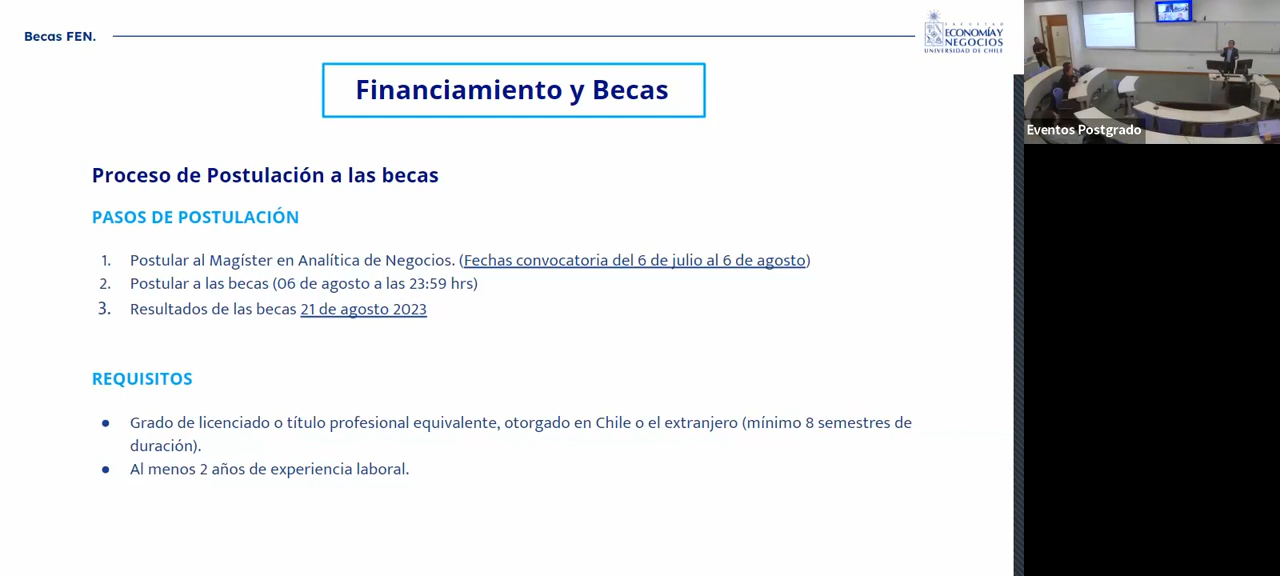 Becas FEN.
FACULTAD
ECONOMÍA Y
NEGOCIOS
UNIVERSIDAD DE CHILE
Financiamiento y Becas
Eventos Postgrado
Proceso de Postulación a las becas
PASOS DE POSTULACIÓN
1. Postular al Magíster en Analítica de Negocios. (Fechas convocatoria del 6 de julio al 6 de agosto)
2. Postular a las becas (06 de agosto a las 23:59 hrs)
3. Resultados de las becas 21 de agosto 2023
REQUISITOS
● Grado de licenciado o título profesional equivalente, otorgado en Chile o el extranjero (mínimo 8 semestres de
duración).
● Al menos 2 años de experiencia laboral.